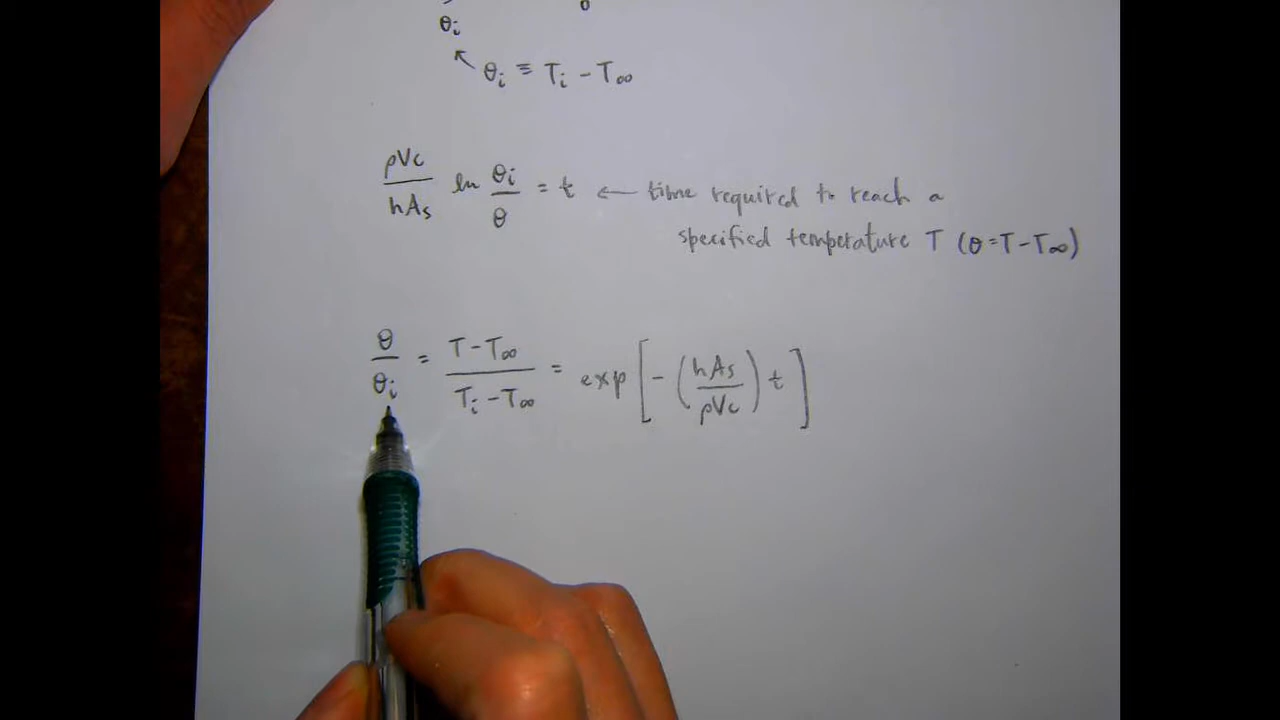 θi
θi ≡ Ti − T∞
ρVc/hAs ln θi/θ = t ← time required to reach a
specified temperature T (θ=T−T∞)
θ/θi = (T−T∞)/(Ti−T∞) = exp[−(hAs/ρVc)t]